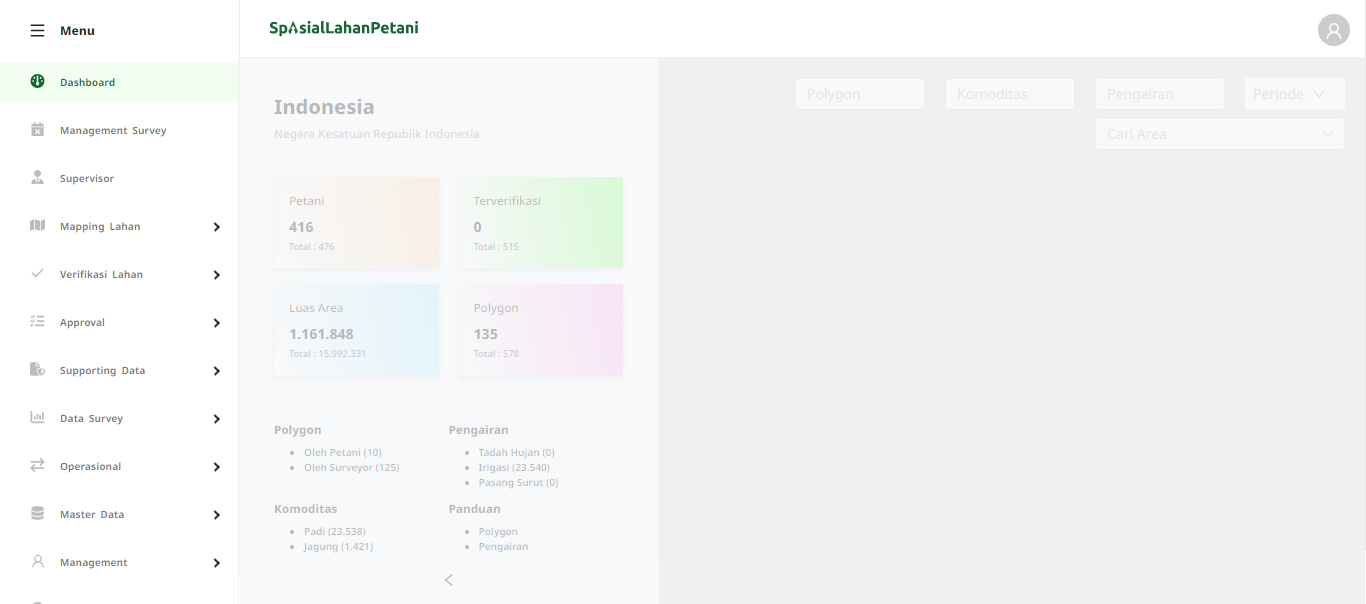 Menu
SpAsialLahanPetani
Dashboard
Management Survey
Supervisor
Mapping Lahan
Verifikasi Lahan
Approval
Supporting Data
Data Survey
Operasional
Master Data
Management
Indonesia
Negara Kesatuan Republik Indonesia
Petani
416
Total : 476
Terverifikasi
0
Total : 515
Luas Area
1.161.848
Total : 15.992.331
Polygon
135
Total : 578
Polygon
Oleh Petani (10)
Oleh Surveyor (125)
Pengairan
Tadah Hujan (0)
Irigasi (23.540)
Pasang Surut (0)
Komoditas
Padi (23.538)
Jagung (1.421)
Panduan
Polygon
Pengairan
Polygon
Komoditas
Pengairan
Periode
Cari Area